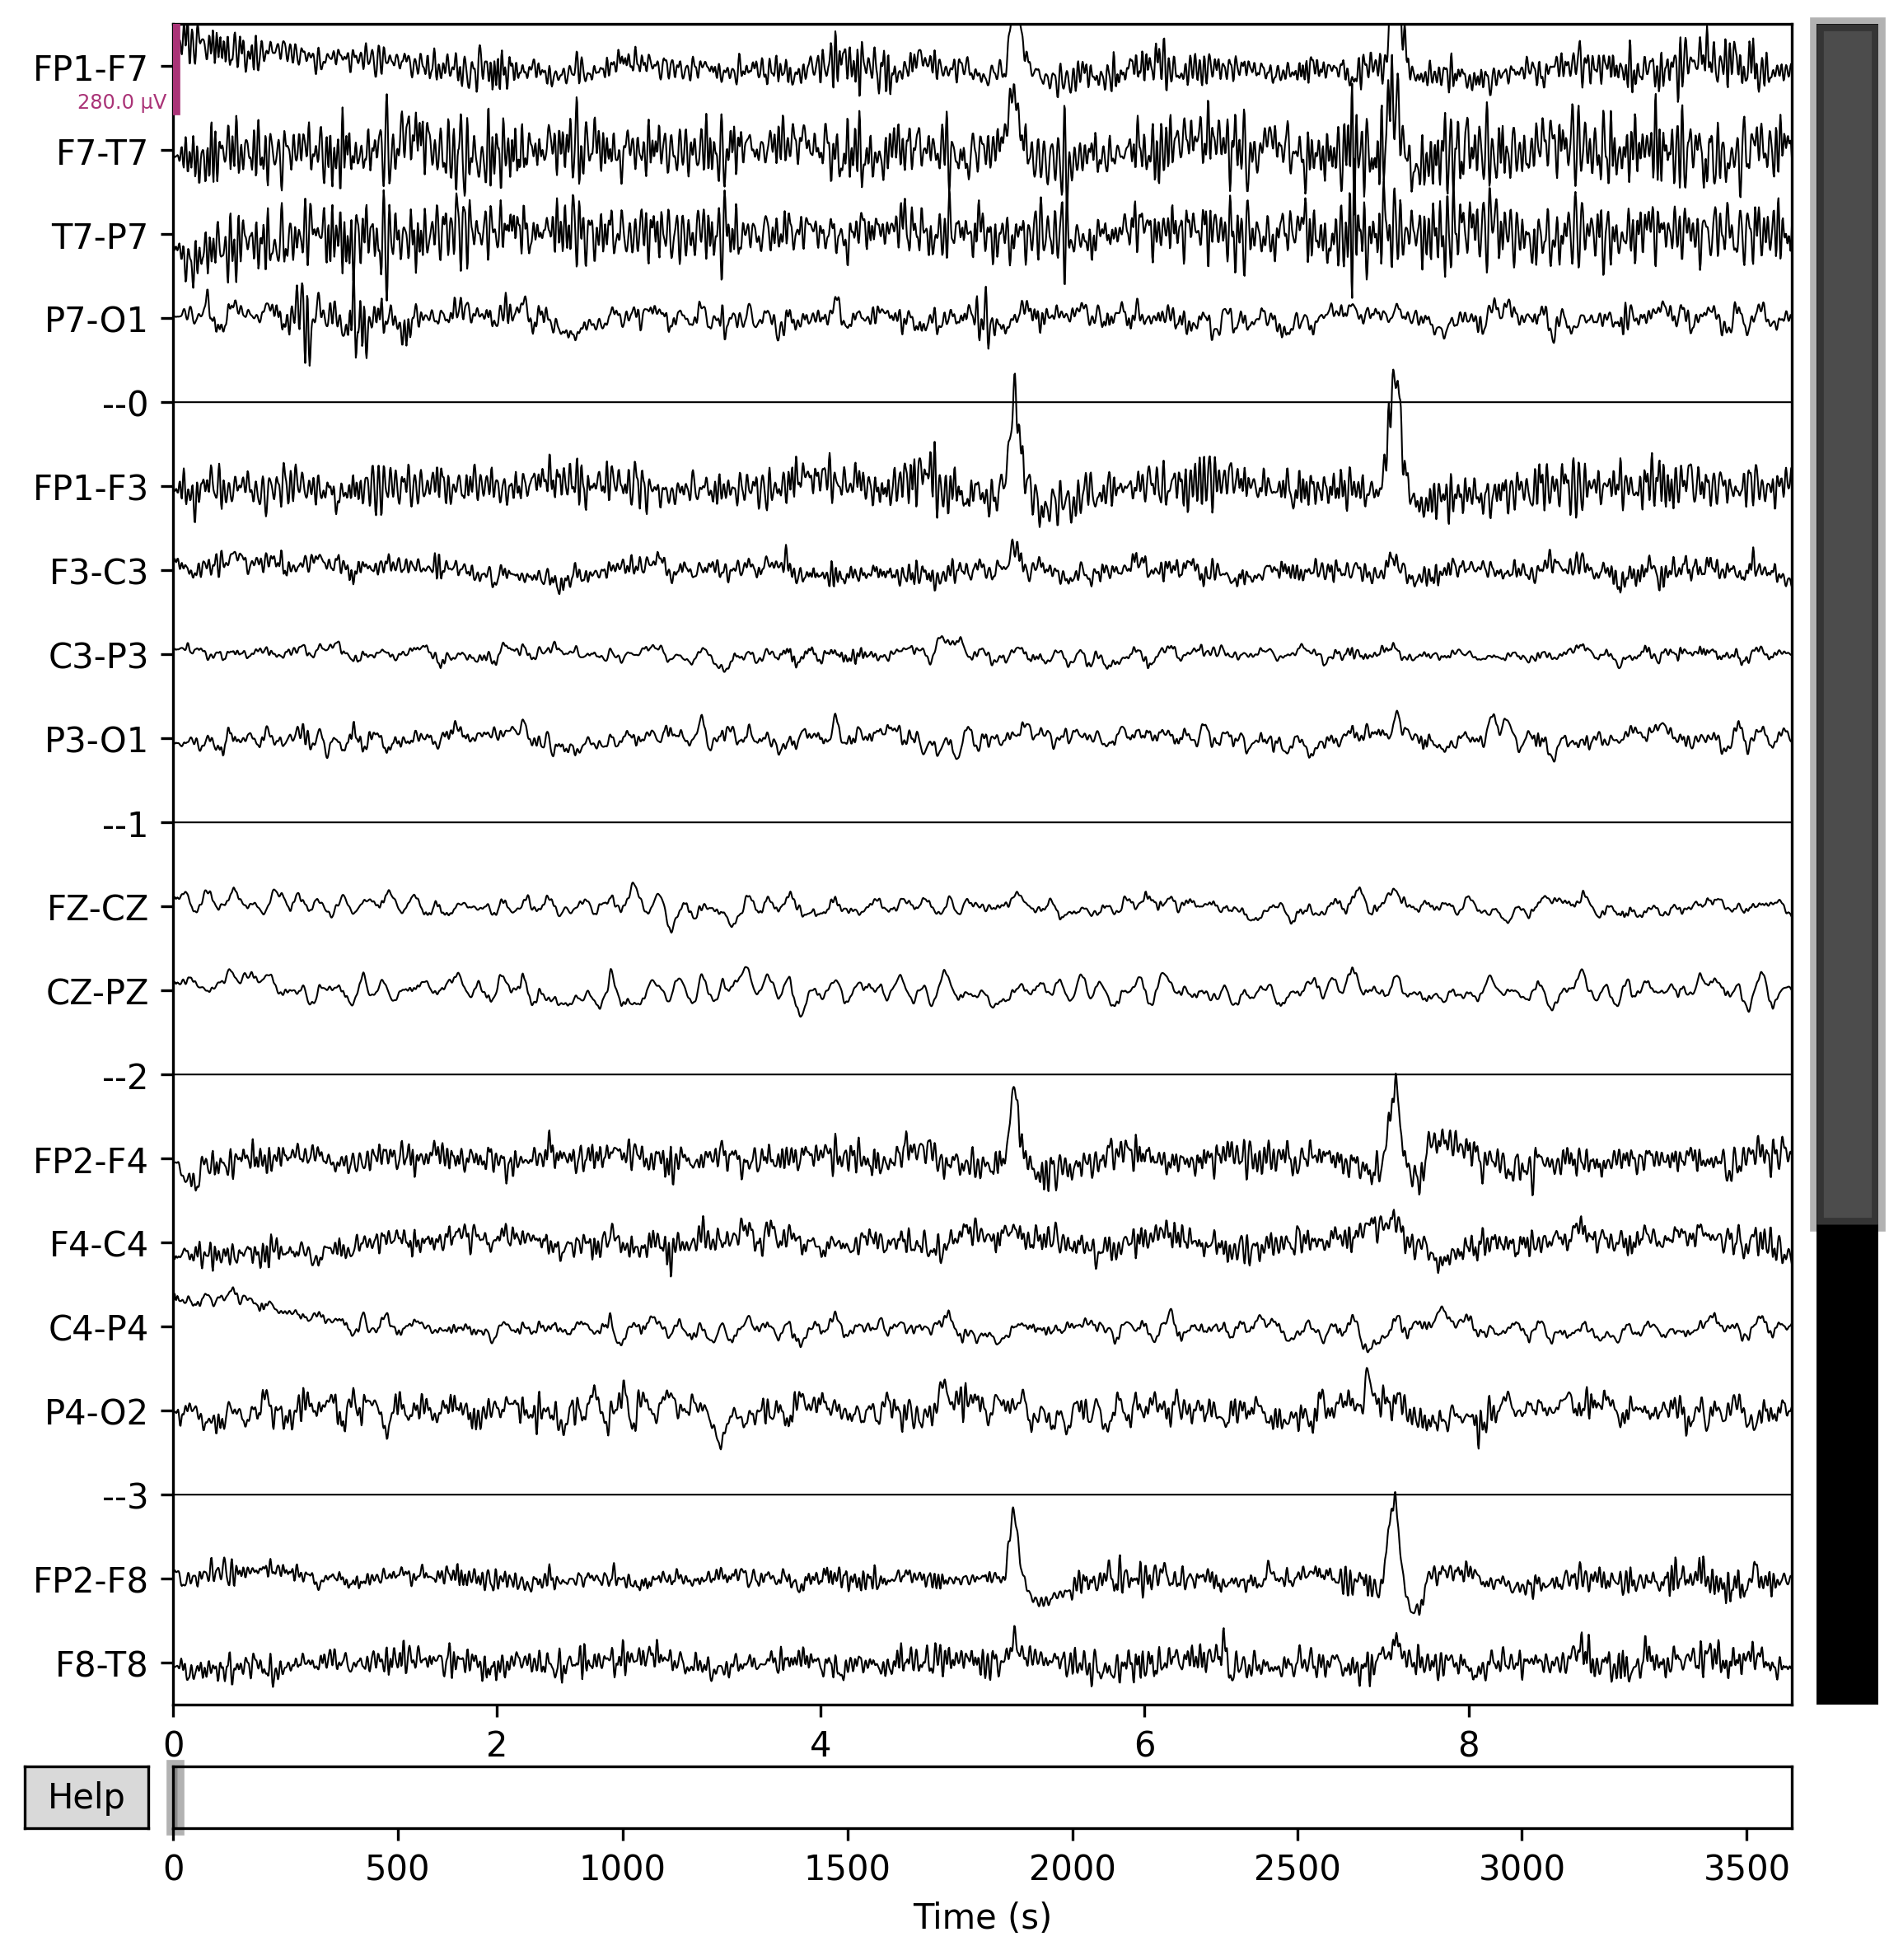 FP1-F7
280.0 µV
F7-T7
T7-P7
P7-O1
--0
FP1-F3
F3-C3
C3-P3
P3-O1
--1
FZ-CZ
CZ-PZ
--2
FP2-F4
F4-C4
C4-P4
P4-O2
--3
FP2-F8
F8-T8
0 2 4 6 8
Help
0 500 1000 1500 2000 2500 3000 3500
Time (s)